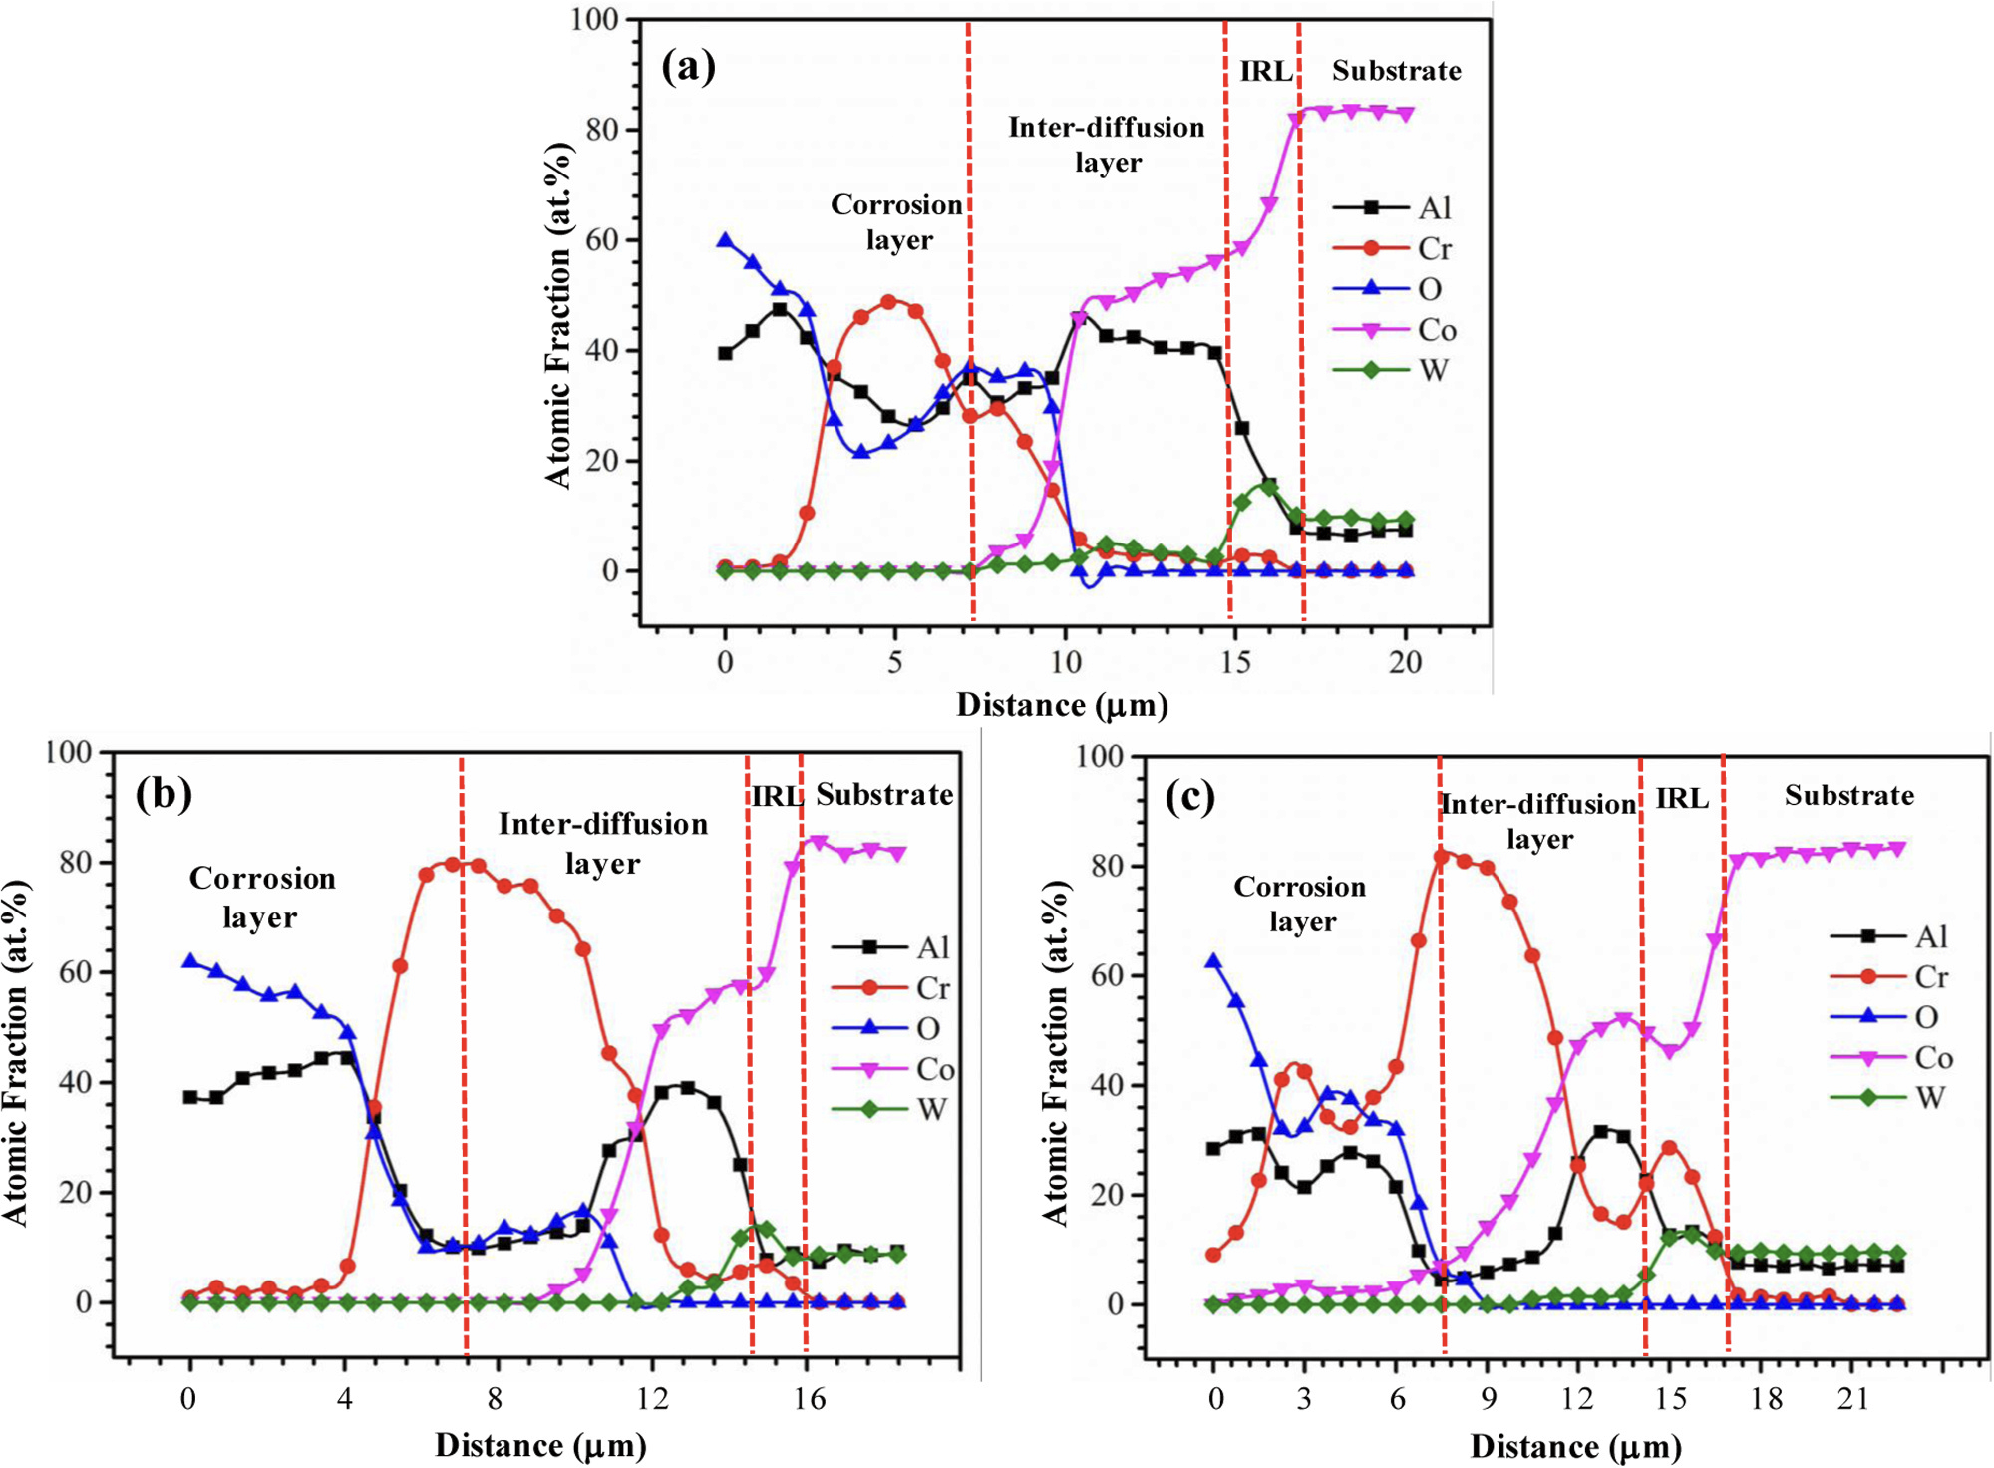 100
80
60
40
20
0
Atomic Fraction (at.%)
(a)
Corrosion
layer
Inter-diffusion
layer
IRL
Substrate
Al
Cr
O
Co
W
0 5 10 15 20
Distance (μm)
100
80
60
40
20
0
Atomic Fraction (at.%)
(b)
Corrosion
layer
Inter-diffusion
layer
IRL
Substrate
Al
Cr
O
Co
W
0 4 8 12 16
Distance (μm)
100
80
60
40
20
0
Atomic Fraction (at.%)
(c)
Corrosion
layer
Inter-diffusion
layer
IRL
Substrate
Al
Cr
O
Co
W
0 3 6 9 12 15 18 21
Distance (μm)